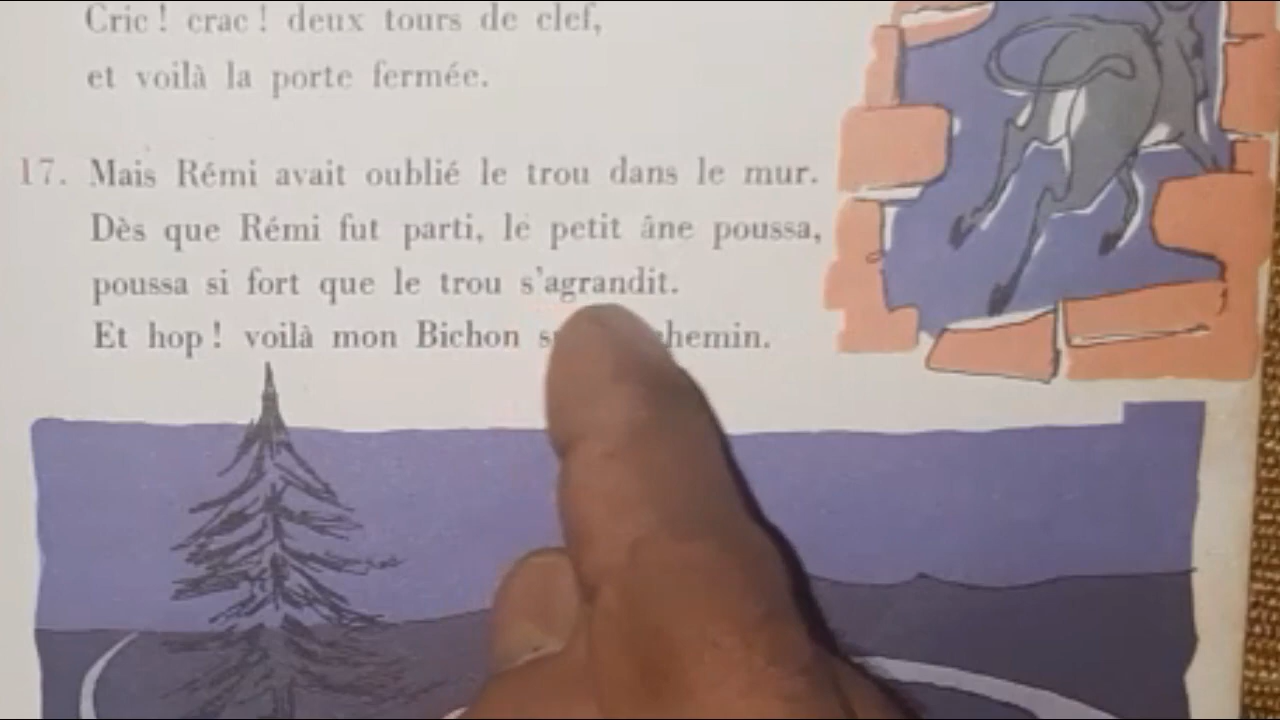 Cric ! crac ! deux tours de clef,
et voilà la porte fermée.
17. Mais Rémi avait oublié le trou dans le mur.
Dès que Rémi fut parti, le petit âne poussa,
poussa si fort que le trou s'agrandit.
Et hop ! voilà mon Bichon